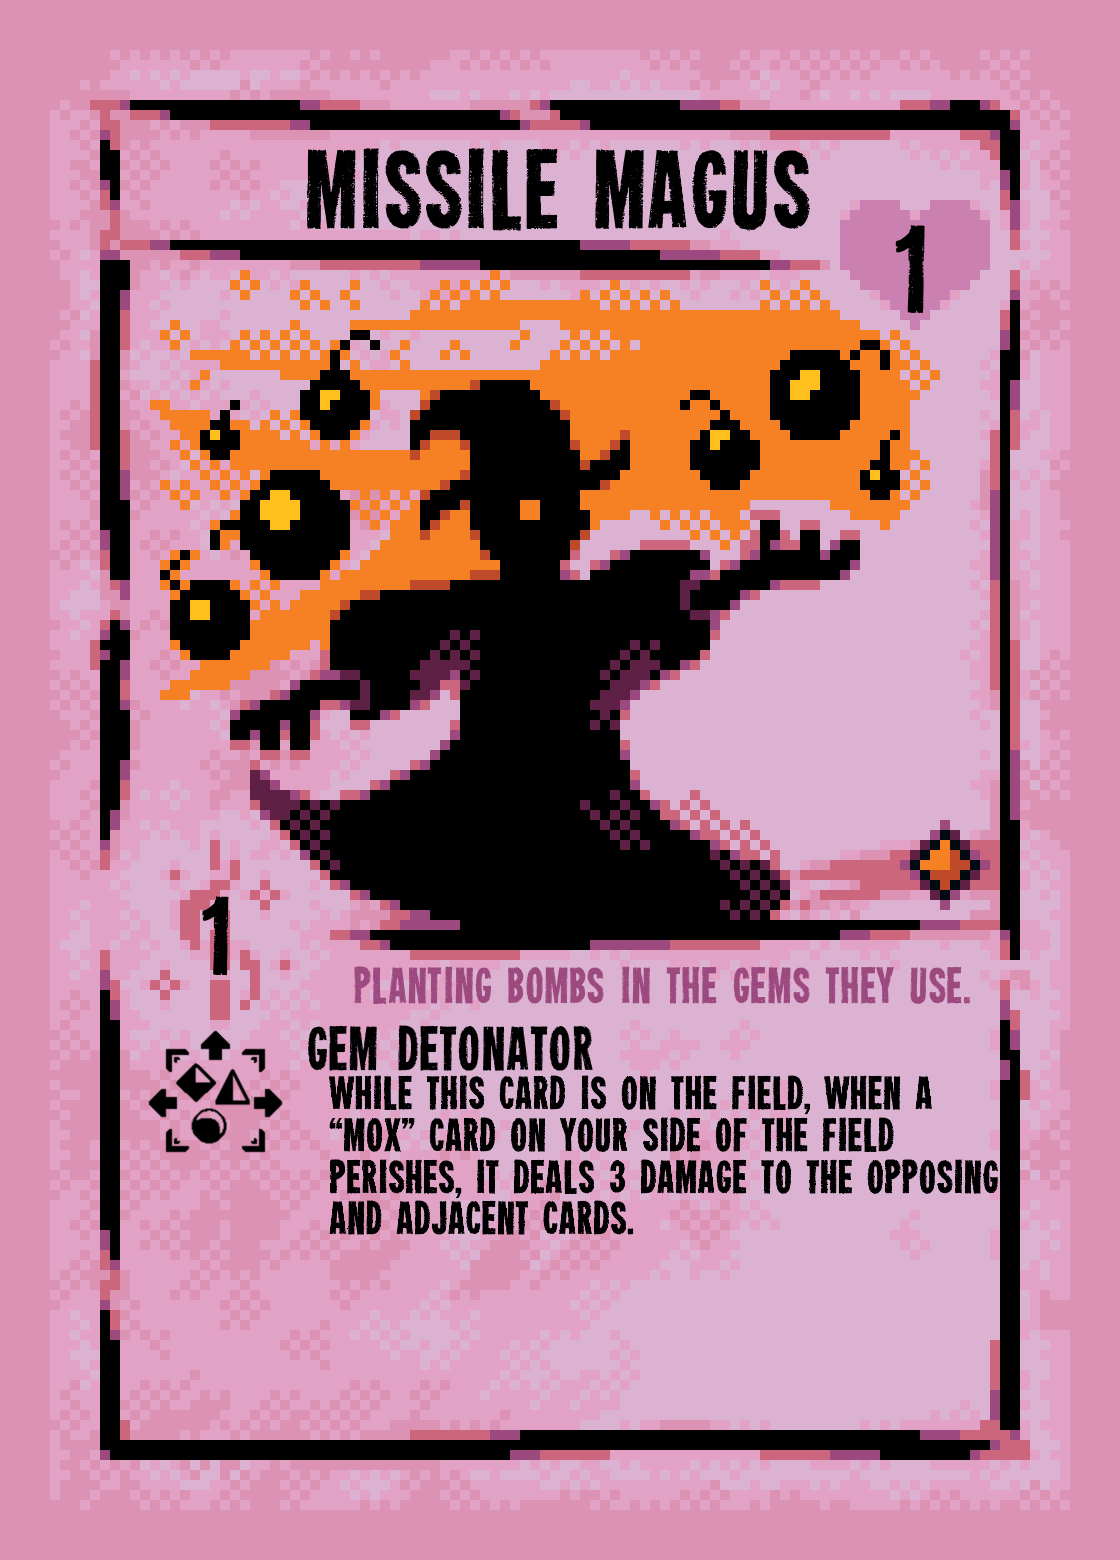 MISSILE MAGUS
1
1
PLANTING BOMBS IN THE GEMS THEY USE.
GEM DETONATOR
WHILE THIS CARD IS ON THE FIELD, WHEN A
“MOX” CARD ON YOUR SIDE OF THE FIELD
PERISHES, IT DEALS 3 DAMAGE TO THE OPPOSING
AND ADJACENT CARDS.